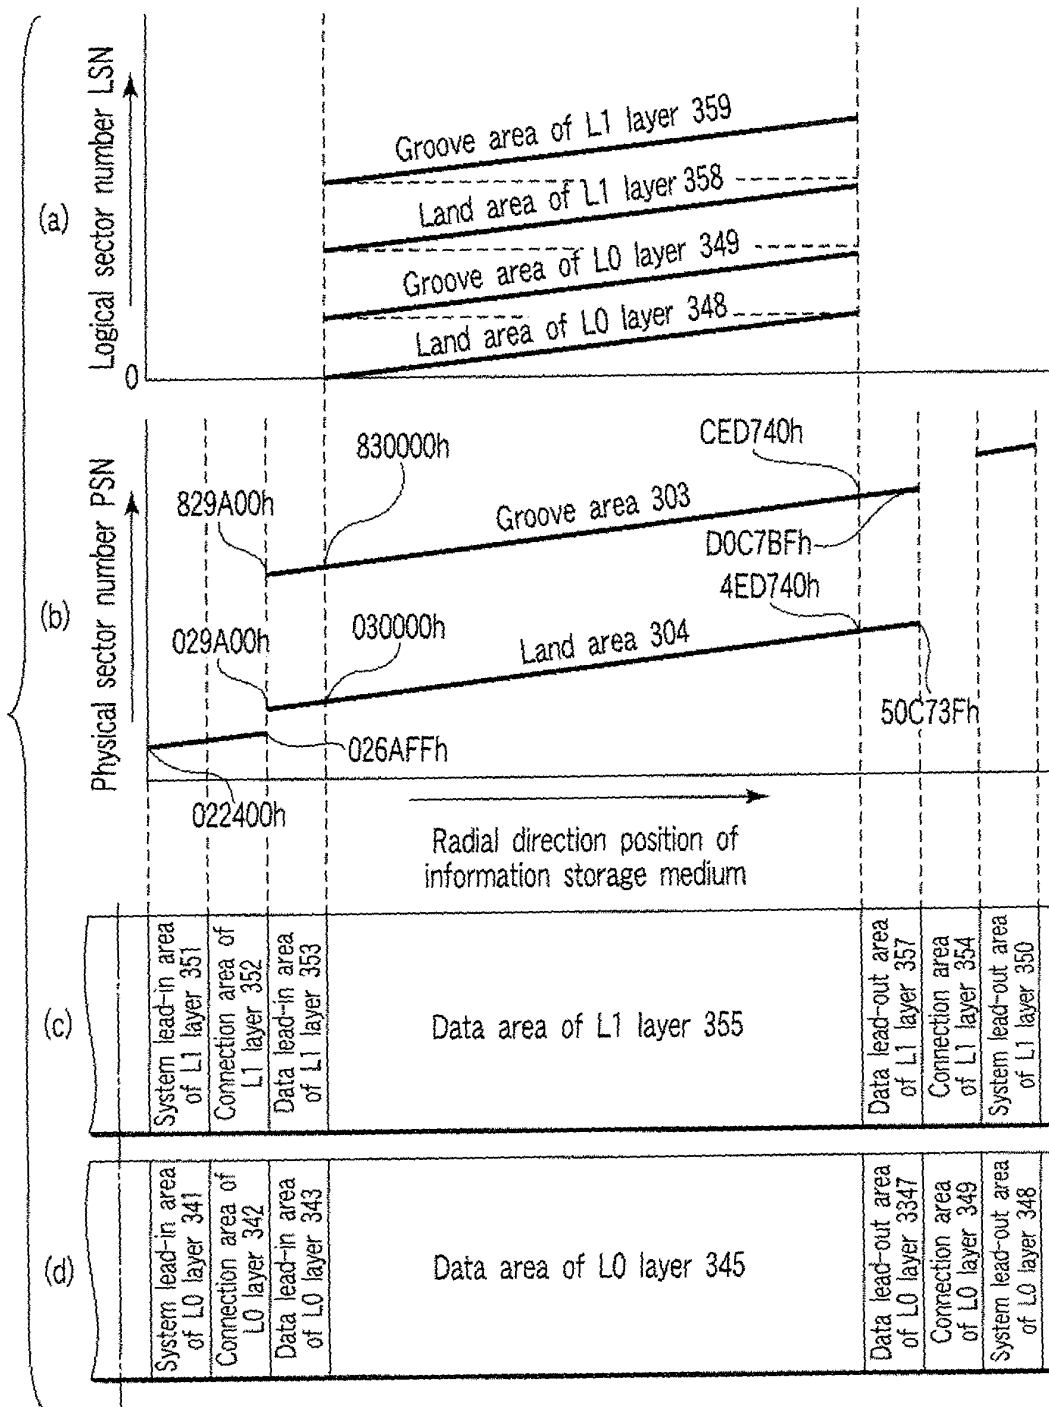 (a)
Logical sector number LSN
0
Groove area of L1 layer 359
Land area of L1 layer 358
Groove area of L0 layer 349
Land area of L0 layer 348
(b)
Physical sector number PSN
830000h
CED740h
829A00h
Groove area 303
D0C7BFh
4ED740h
029A00h
030000h
Land area 304
50C73Fh
026AFFh
022400h
Radial direction position of
information storage medium
(c)
System lead-in area
of L1 layer 351
Connection area of
L1 layer 352
Data lead-in area
of L1 layer 353
Data area of L1 layer 355
Data lead-out area
of L1 layer 357
Connection area
of L1 layer 354
System lead-out area
of L1 layer 350
(d)
System lead-in area
of L0 layer 341
Connection area of
L0 layer 342
Data lead-in area
of L0 layer 343
Data area of L0 layer 345
Data lead-out area
of L0 layer 3347
Connection area
of L0 layer 349
System lead-out area
of L0 layer 348